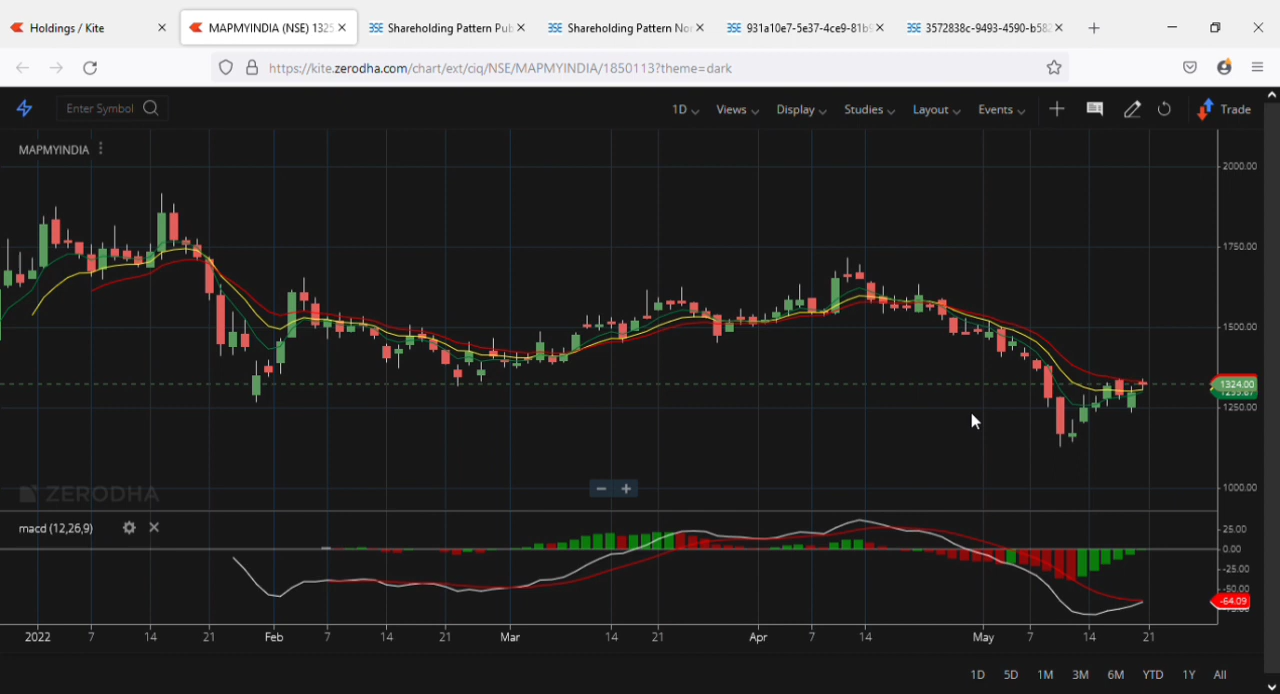 Holdings / Kite
MAPMYINDIA (NSE) 1325
Shareholding Pattern Pub
Shareholding Pattern Nor
931a10e7-5e37-4ce9-81b9
3572838c-9493-4590-b582
https://kite.zerodha.com/chart/ext/ciq/NSE/MAPMYINDIA/1850113?theme=dark
Enter Symbol
1D Views Display Studies Layout Events Trade
MAPMYINDIA
2000.00
1750.00
1500.00
1324.00
1250.00
1000.00
ZERODHA
macd (12,26,9)
25.00
0.00
-25.00
-50.00
-64.09
2022 7 14 21 Feb 7 14 21 Mar 14 21 Apr 7 14 May 7 14 21
1D 5D 1M 3M 6M YTD 1Y All